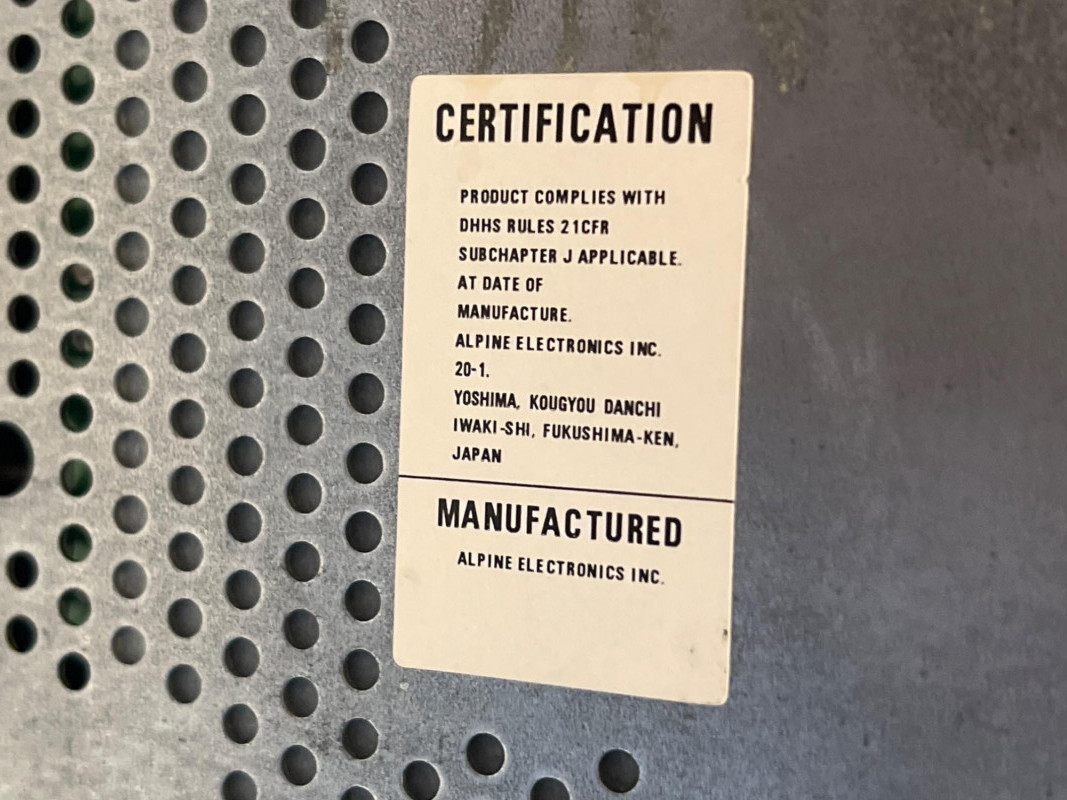 CERTIFICATION
PRODUCT COMPLIES WITH
DHHS RULES 21CFR
SUBCHAPTER J APPLICABLE.
AT DATE OF
MANUFACTURE.
ALPINE ELECTRONICS INC.
20-1.
YOSHIMA, KOUGYOU DANCHI
IWAKI-SHI, FUKUSHIMA-KEN,
JAPAN
MANUFACTURED
ALPINE ELECTRONICS INC.